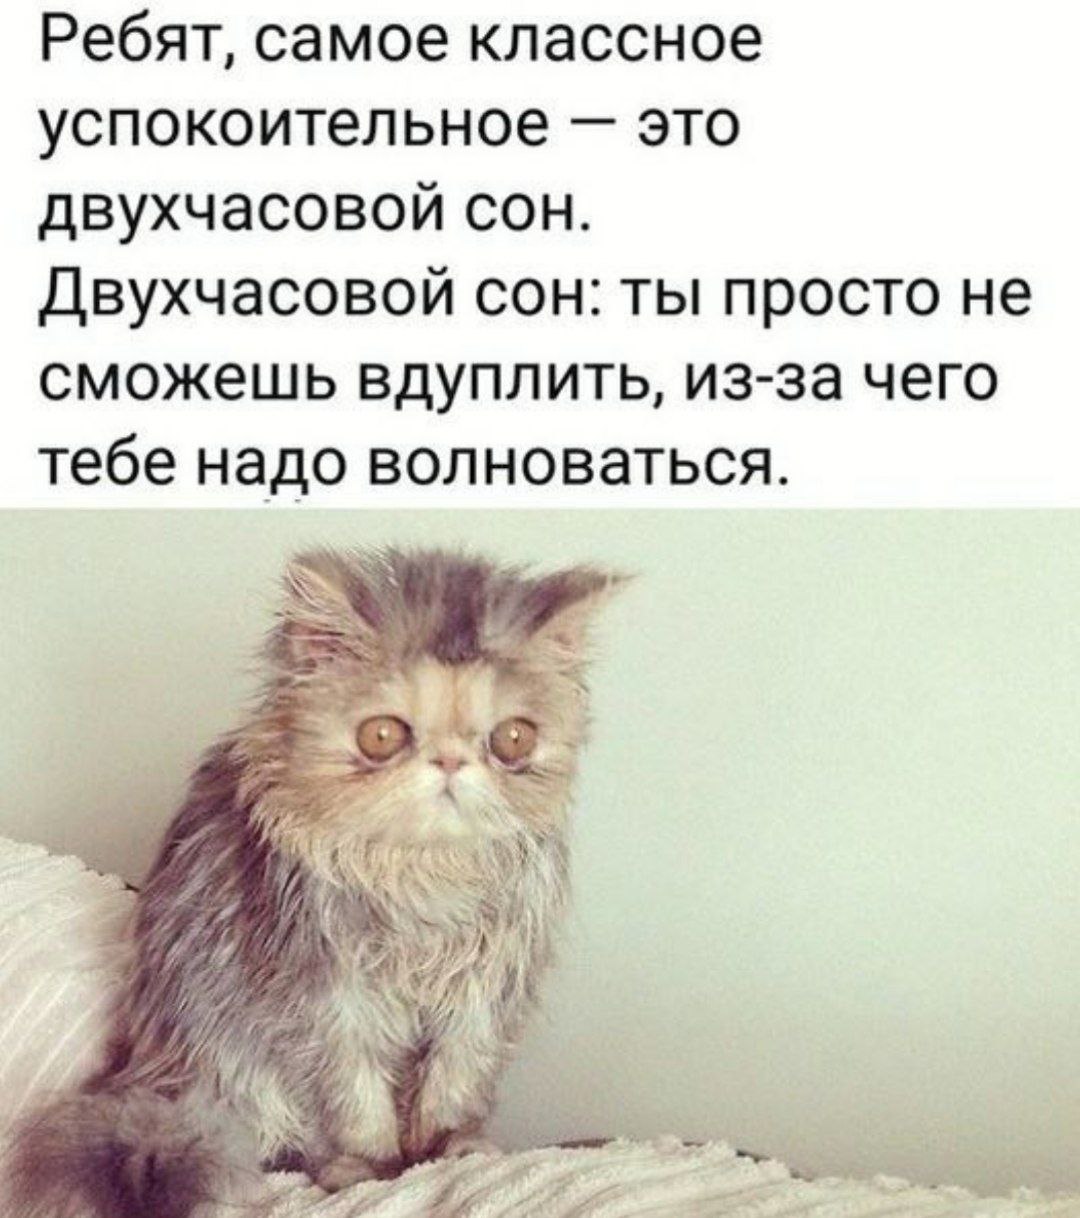 Ребят, самое классное
успокоительное — это
двухчасовой сон.
Двухчасовой сон: ты просто не
сможешь вдуплить, из-за чего
тебе надо волноваться.